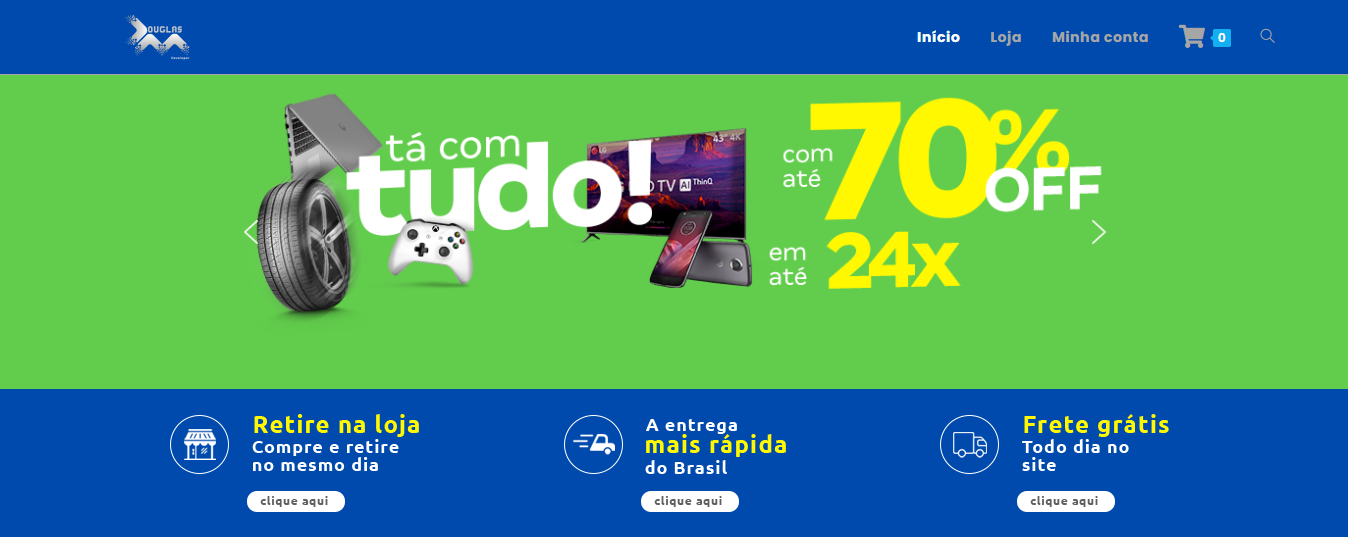 DOUGLAS
Developer
Início
Loja
Minha conta
0
tá com
tudo!
LG
43" 4K
TV AI ThinQ
com
até
70%
OFF
em
até
24x
Retire na loja
Compre e retire
no mesmo dia
clique aqui
A entrega
mais rápida
do Brasil
clique aqui
Frete grátis
Todo dia no
site
clique aqui